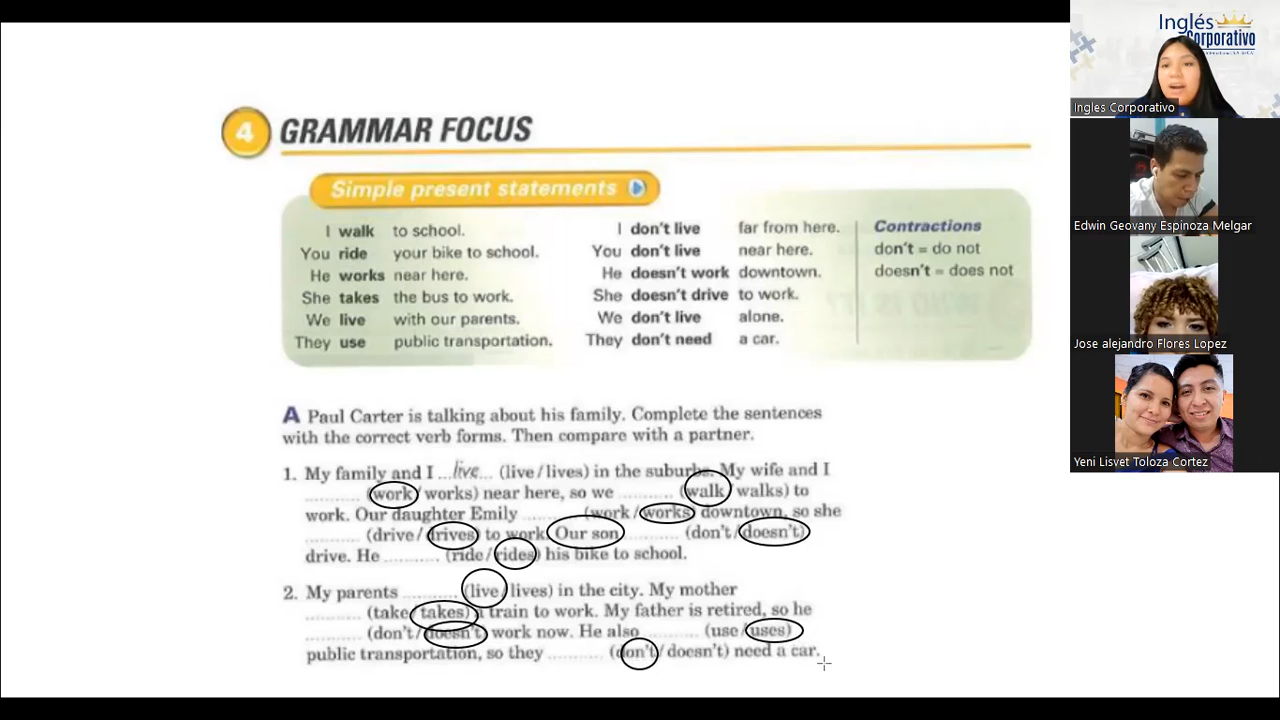 4 GRAMMAR FOCUS
Simple present statements
I walk to school.
You ride your bike to school.
He works near here.
She takes the bus to work.
We live with our parents.
They use public transportation.
I don't live far from here.
You don't live near here.
He doesn't work downtown.
She doesn't drive to work.
We don't live alone.
They don't need a car.
Contractions
don't = do not
doesn't = does not
A Paul Carter is talking about his family. Complete the sentences
with the correct verb forms. Then compare with a partner.
1. My family and I ...live... (live/lives) in the suburbs. My wife and I
.......... (work/works) near here, so we .......... (walk/walks) to
work. Our daughter Emily .......... (work/works) downtown, so she
.......... (drive/drives) to work. Our son .......... (don't/doesn't)
drive. He .......... (ride/rides) his bike to school.
2. My parents .......... (live/lives) in the city. My mother
.......... (take/takes) a train to work. My father is retired, so he
.......... (don't/doesn't) work now. He also .......... (use/uses)
public transportation, so they .......... (don't/doesn't) need a car.
Inglés
Corporativo
Ingles Corporativo
Edwin Geovany Espinoza Melgar
Jose alejandro Flores Lopez
Yeni Lisvet Toloza Cortez